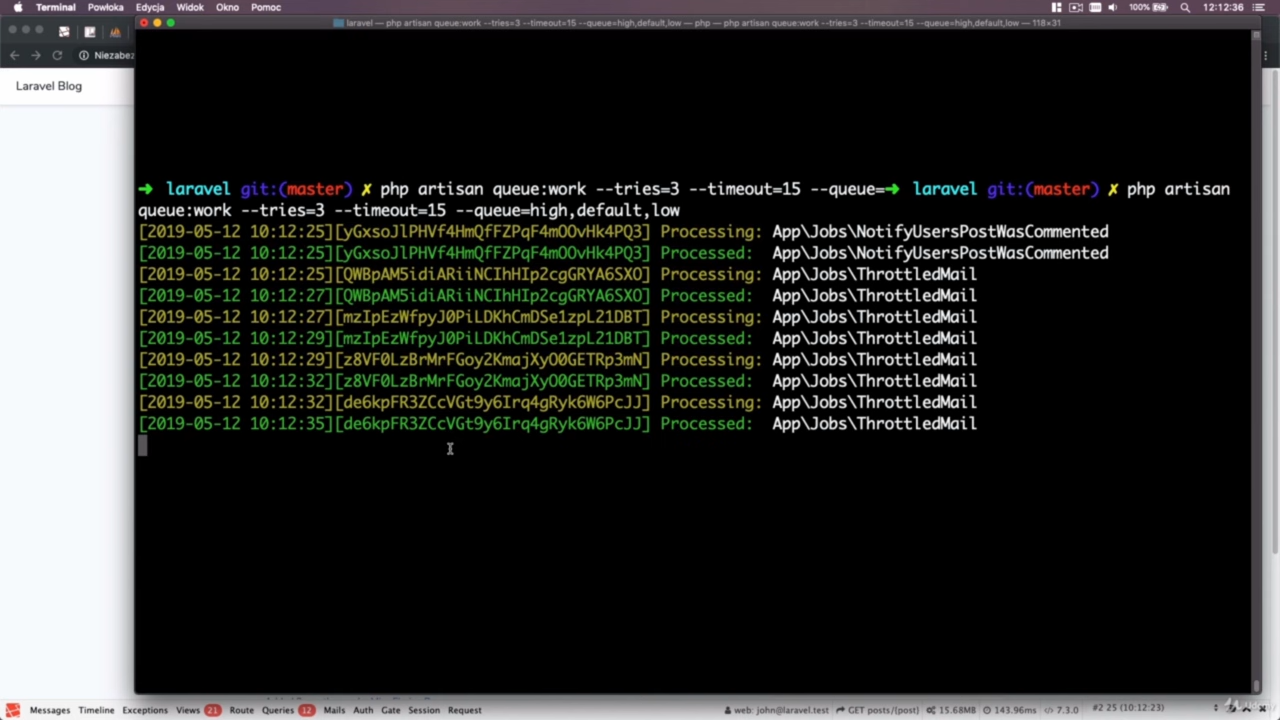 Terminal Powłoka Edycja Widok Okno Pomoc 100% 12:12:36
laravel — php artisan queue:work --tries=3 --timeout=15 --queue=high,default,low — php — php artisan queue:work --tries=3 --timeout=15 --queue=high,default,low — 118×31
Niezabez
Laravel Blog
➜ laravel git:(master) ✗ php artisan queue:work --tries=3 --timeout=15 --queue=➜ laravel git:(master) ✗ php artisan
queue:work --tries=3 --timeout=15 --queue=high,default,low
[2019-05-12 10:12:25][yGxsoJlPHVf4HmQfFZPqF4mOOvHk4PQ3] Processing: App\Jobs\NotifyUsersPostWasCommented
[2019-05-12 10:12:25][yGxsoJlPHVf4HmQfFZPqF4mOOvHk4PQ3] Processed: App\Jobs\NotifyUsersPostWasCommented
[2019-05-12 10:12:25][QWBpAM5idiARiiNCIhHIp2cgGRYA6SXO] Processing: App\Jobs\ThrottledMail
[2019-05-12 10:12:27][QWBpAM5idiARiiNCIhHIp2cgGRYA6SXO] Processed: App\Jobs\ThrottledMail
[2019-05-12 10:12:27][mzIpEzWfpyJ0PiLDKhCmDSe1zpL21DBT] Processing: App\Jobs\ThrottledMail
[2019-05-12 10:12:29][mzIpEzWfpyJ0PiLDKhCmDSe1zpL21DBT] Processed: App\Jobs\ThrottledMail
[2019-05-12 10:12:29][z8VF0LzBrMrFGoy2KmajXyO0GETRp3mN] Processing: App\Jobs\ThrottledMail
[2019-05-12 10:12:32][z8VF0LzBrMrFGoy2KmajXyO0GETRp3mN] Processed: App\Jobs\ThrottledMail
[2019-05-12 10:12:32][de6kpFR3ZCcVGt9y6Irq4gRyk6W6PcJJ] Processing: App\Jobs\ThrottledMail
[2019-05-12 10:12:35][de6kpFR3ZCcVGt9y6Irq4gRyk6W6PcJJ] Processed: App\Jobs\ThrottledMail
Messages Timeline Exceptions Views 21 Route Queries 12 Mails Auth Gate Session Request web: john@laravel.test GET posts/{post} 15.68MB 143.96ms 7.3.0 #2 25 (10:12:23)